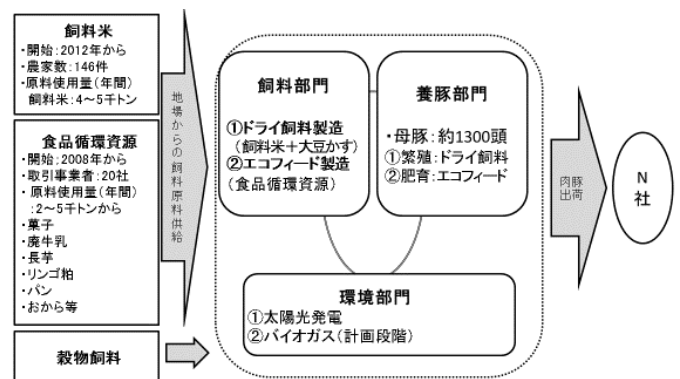 飼料米
・開始:2012年から
・農家数:146件
・原料使用量(年間)
飼料米:4～5千トン
食品循環資源
・開始:2008年から
・取引事業者:20社
・原料使用量(年間)
:2～5千トンから
・菓子
・廃牛乳
・長芋
・リンゴ粕
・パン
・おから等
穀物飼料
地場からの飼料原料供給
飼料部門
①ドライ飼料製造
(飼料米+大豆かす)
②エコフィード製造
(食品循環資源)
養豚部門
・母豚:約1300頭
①繁殖:ドライ飼料
②肥育:エコフィード
環境部門
①太陽光発電
②バイオガス(計画段階)
肉豚
出荷
N
社